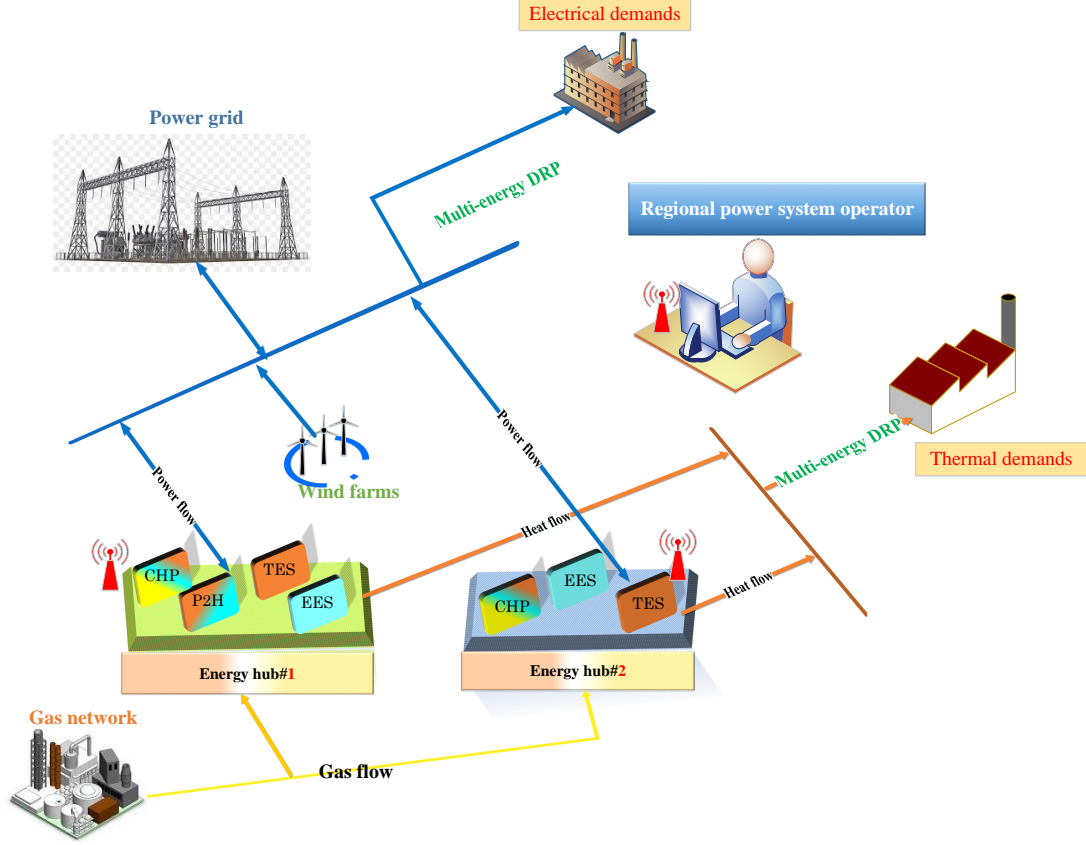 Electrical demands
Power grid
Multi-energy DRP
Regional power system operator
Power flow
Multi-energy DRP
Thermal demands
Wind farms
Power flow
Heat flow
CHP
P2H
TES
EES
CHP
EES
TES
Heat flow
Energy hub#1
Energy hub#2
Gas network
Gas flow